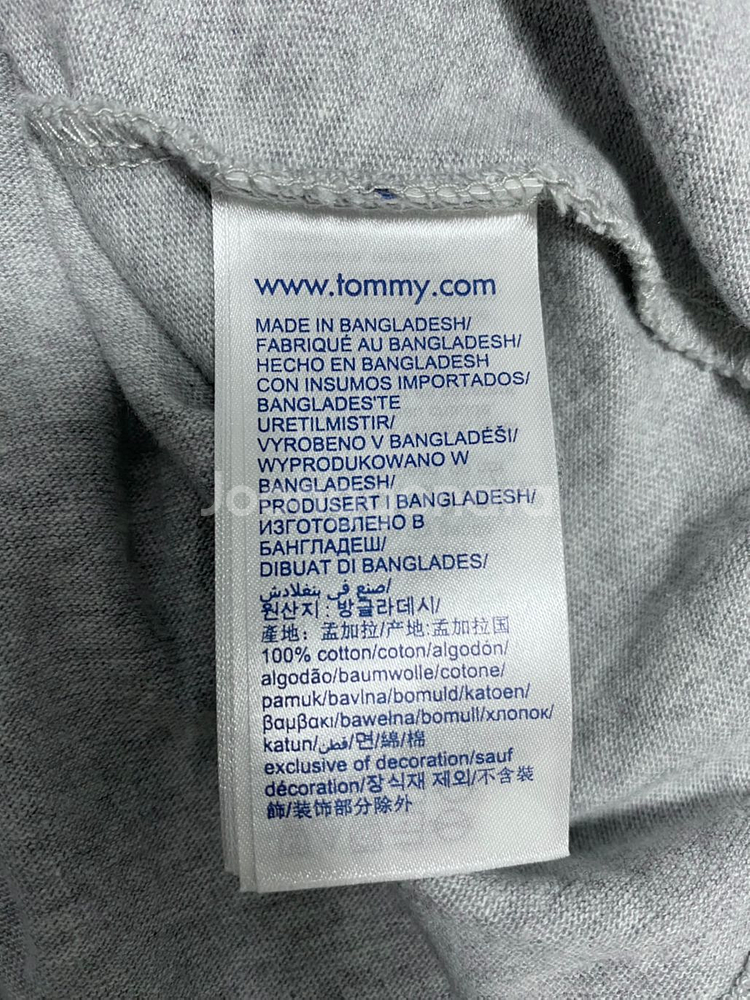 www.tommy.com
MADE IN BANGLADESH/
FABRIQUÉ AU BANGLADESH/
HECHO EN BANGLADESH
CON INSUMOS IMPORTADOS/
BANGLADES'TE
URETILMISTIR/
VYROBENO V BANGLADÉŠI/
WYPRODUKOWANO W
BANGLADESH/
PRODUSERT I BANGLADESH/
ИЗГОТОВЛЕНО В
БАНГЛАДЕШ/
DIBUAT DI BANGLADES/
صنع في بنغلادش/
원산지 : 방글라데시/
產地：孟加拉/产地:孟加拉国
100% cotton/coton/algodón/
algodão/baumwolle/cotone/
pamuk/bavlna/bomuld/katoen/
βαμβακι/bawełna/bomull/хлопок/
katun/قطن/면/綿/棉
exclusive of decoration/sauf
décoration/장식재 제외/不含裝
飾/装饰部分除外